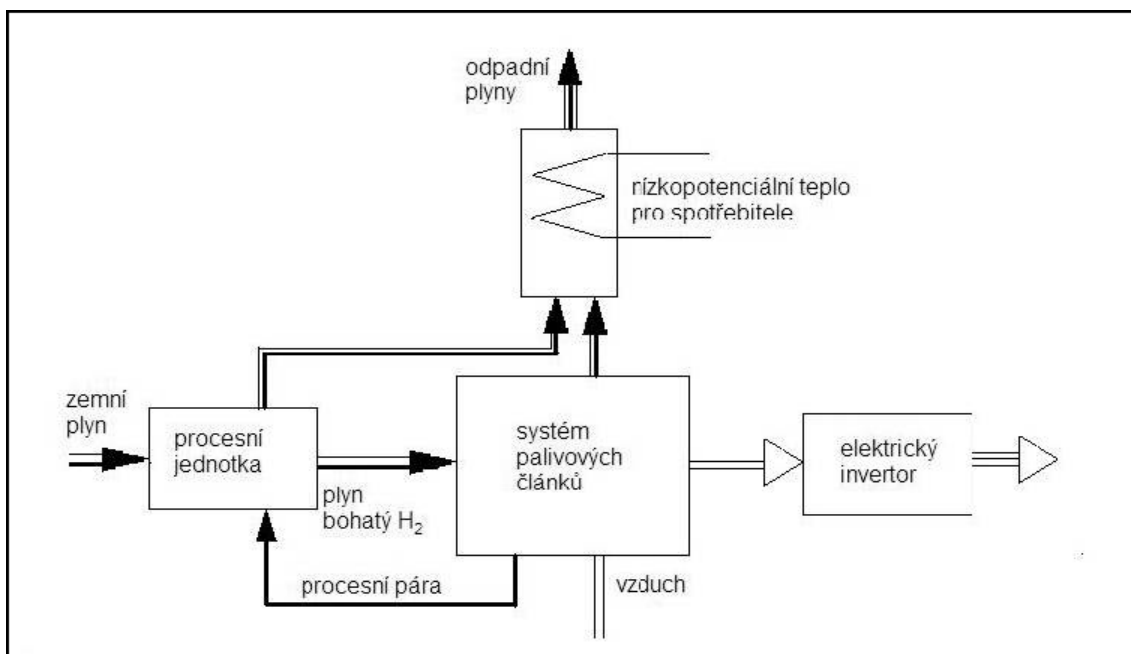 odpadní
plyny
nízkopotenciální teplo
pro spotřebitele
zemní
plyn
procesní
jednotka
plyn
bohatý H₂
systém
palivových
článků
elektrický
invertor
procesní pára
vzduch